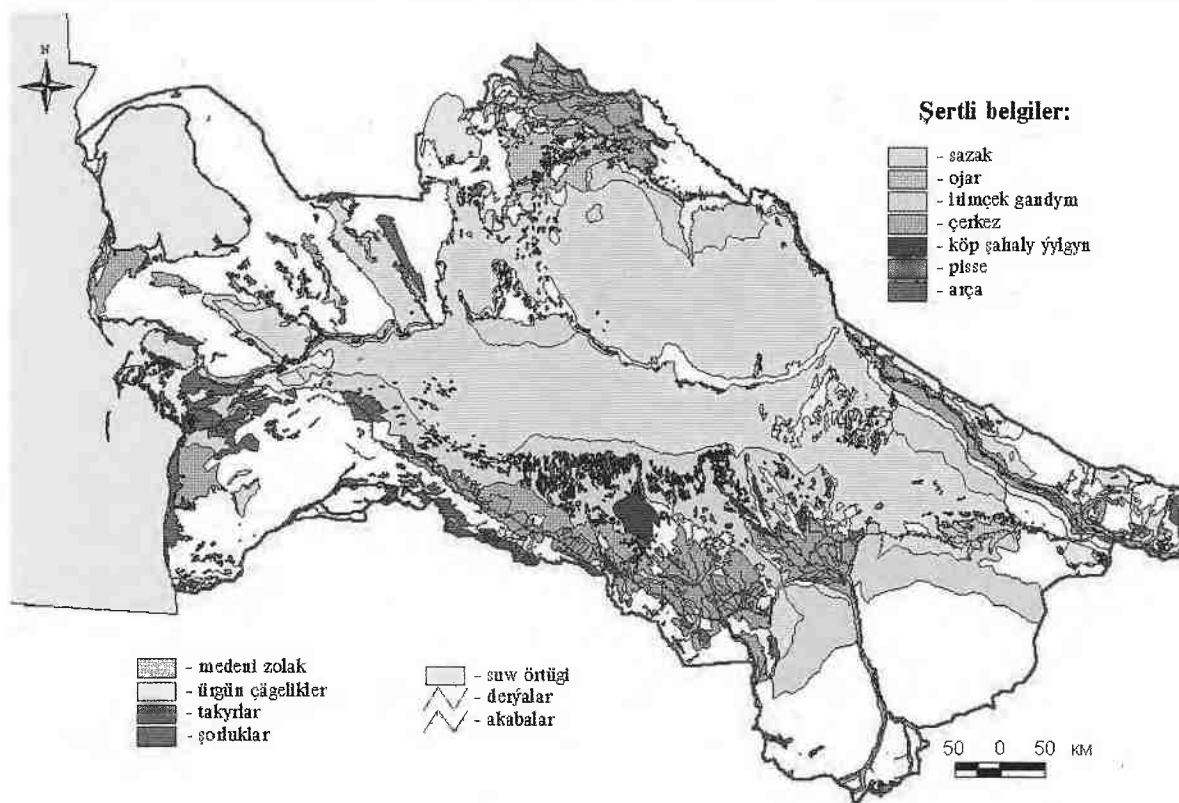 N
Şertli belgiler:
- sazak
- ojar
- itimçek gandym
- çerkez
- köp şahaly ýylgyn
- pisse
- arça
- medeni zolak
- ürgün çägelikler
- takyrlar
- şorluklar
- suw örtügi
- derýalar
- akabalar
50 0 50 KM